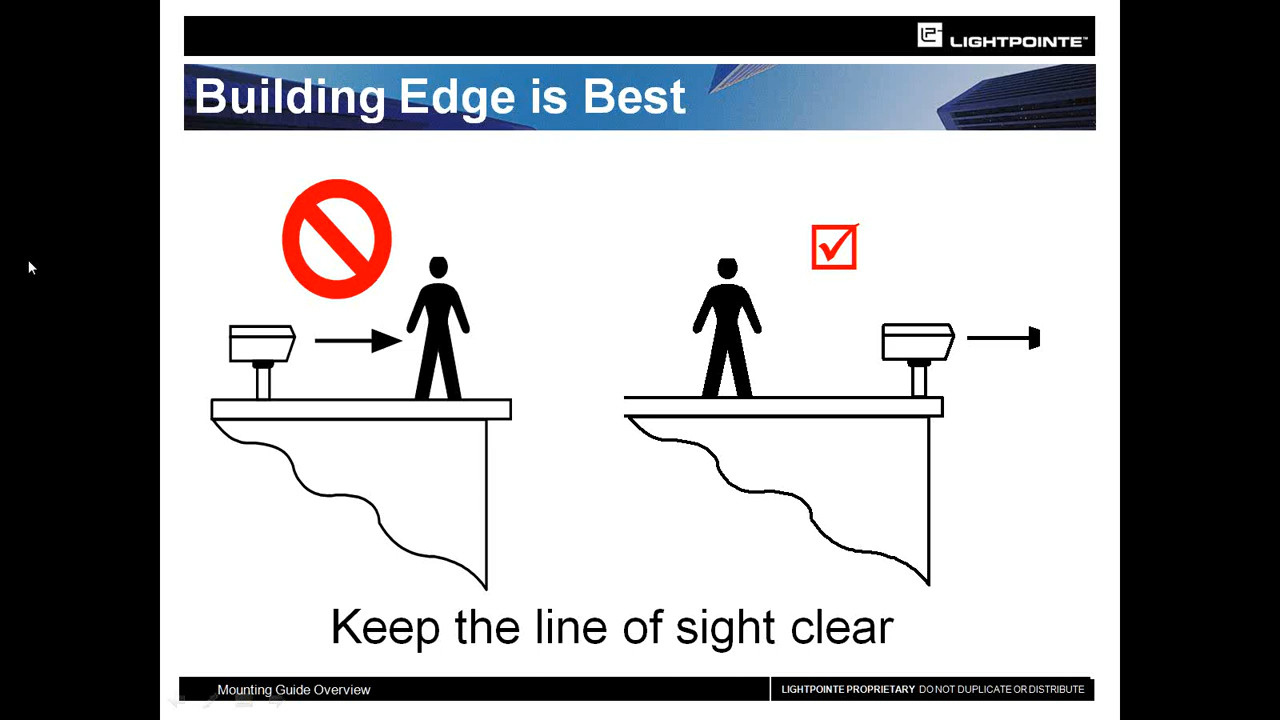 LIGHTPOINTE™
Building Edge is Best
Keep the line of sight clear
Mounting Guide Overview
LIGHTPOINTE PROPRIETARY DO NOT DUPLICATE OR DISTRIBUTE